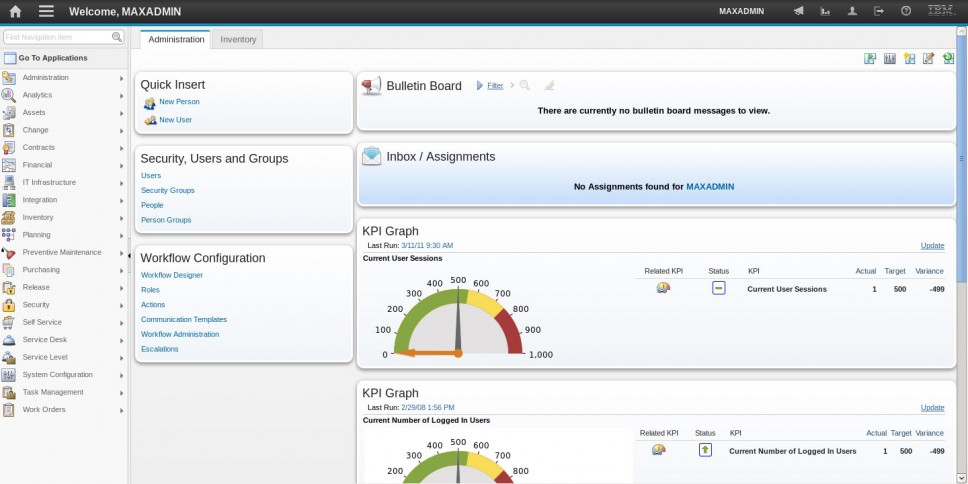 Welcome, MAXADMIN
MAXADMIN
IBM
Find Navigation Item
Go To Applications
Administration
Analytics
Assets
Change
Contracts
Financial
IT Infrastructure
Integration
Inventory
Planning
Preventive Maintenance
Purchasing
Release
Security
Self Service
Service Desk
Service Level
System Configuration
Task Management
Work Orders
Administration
Inventory
Quick Insert
New Person
New User
Security, Users and Groups
Users
Security Groups
People
Person Groups
Workflow Configuration
Workflow Designer
Roles
Actions
Communication Templates
Workflow Administration
Escalations
Bulletin Board
Filter
There are currently no bulletin board messages to view.
Inbox / Assignments
No Assignments found for MAXADMIN
KPI Graph
Last Run: 3/11/11 9:30 AM
Update
Current User Sessions
0
100
200
300
400
500
600
700
800
900
1,000
Related KPI Status KPI Actual Target Variance
Current User Sessions 1 500 -499
KPI Graph
Last Run: 2/29/08 1:56 PM
Update
Current Number of Logged In Users
200
300
400
500
600
700
800
Related KPI Status KPI Actual Target Variance
Current Number of Logged In Users 1 500 -499